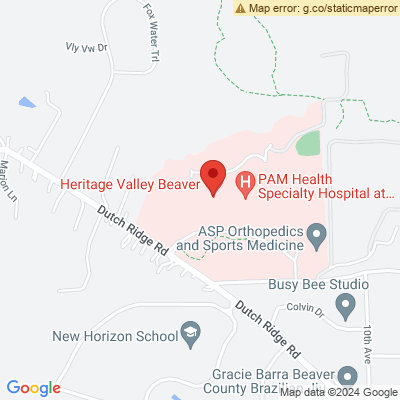 Map error: g.co/staticmaperror
Fox Water Trl
Vly Vw Dr
Marion Ln
Heritage Valley Beaver
H
PAM Health
Specialty Hospital at...
Dutch Ridge Rd
ASP Orthopedics
and Sports Medicine
Busy Bee Studio
Colvin Dr
10th Ave
New Horizon School
Dutch Ridge Rd
Gracie Barra Beaver
County Brazilian Jiu
Google
Map data ©2024 Google